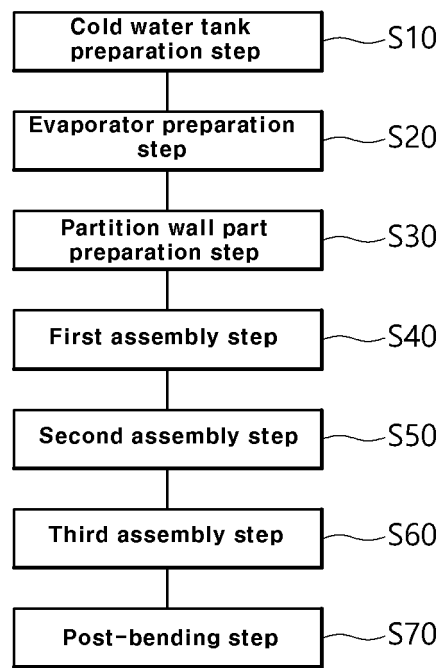 Cold water tank
preparation step
S10
Evaporator preparation
step
S20
Partition wall part
preparation step
S30
First assembly step
S40
Second assembly step
S50
Third assembly step
S60
Post-bending step
S70